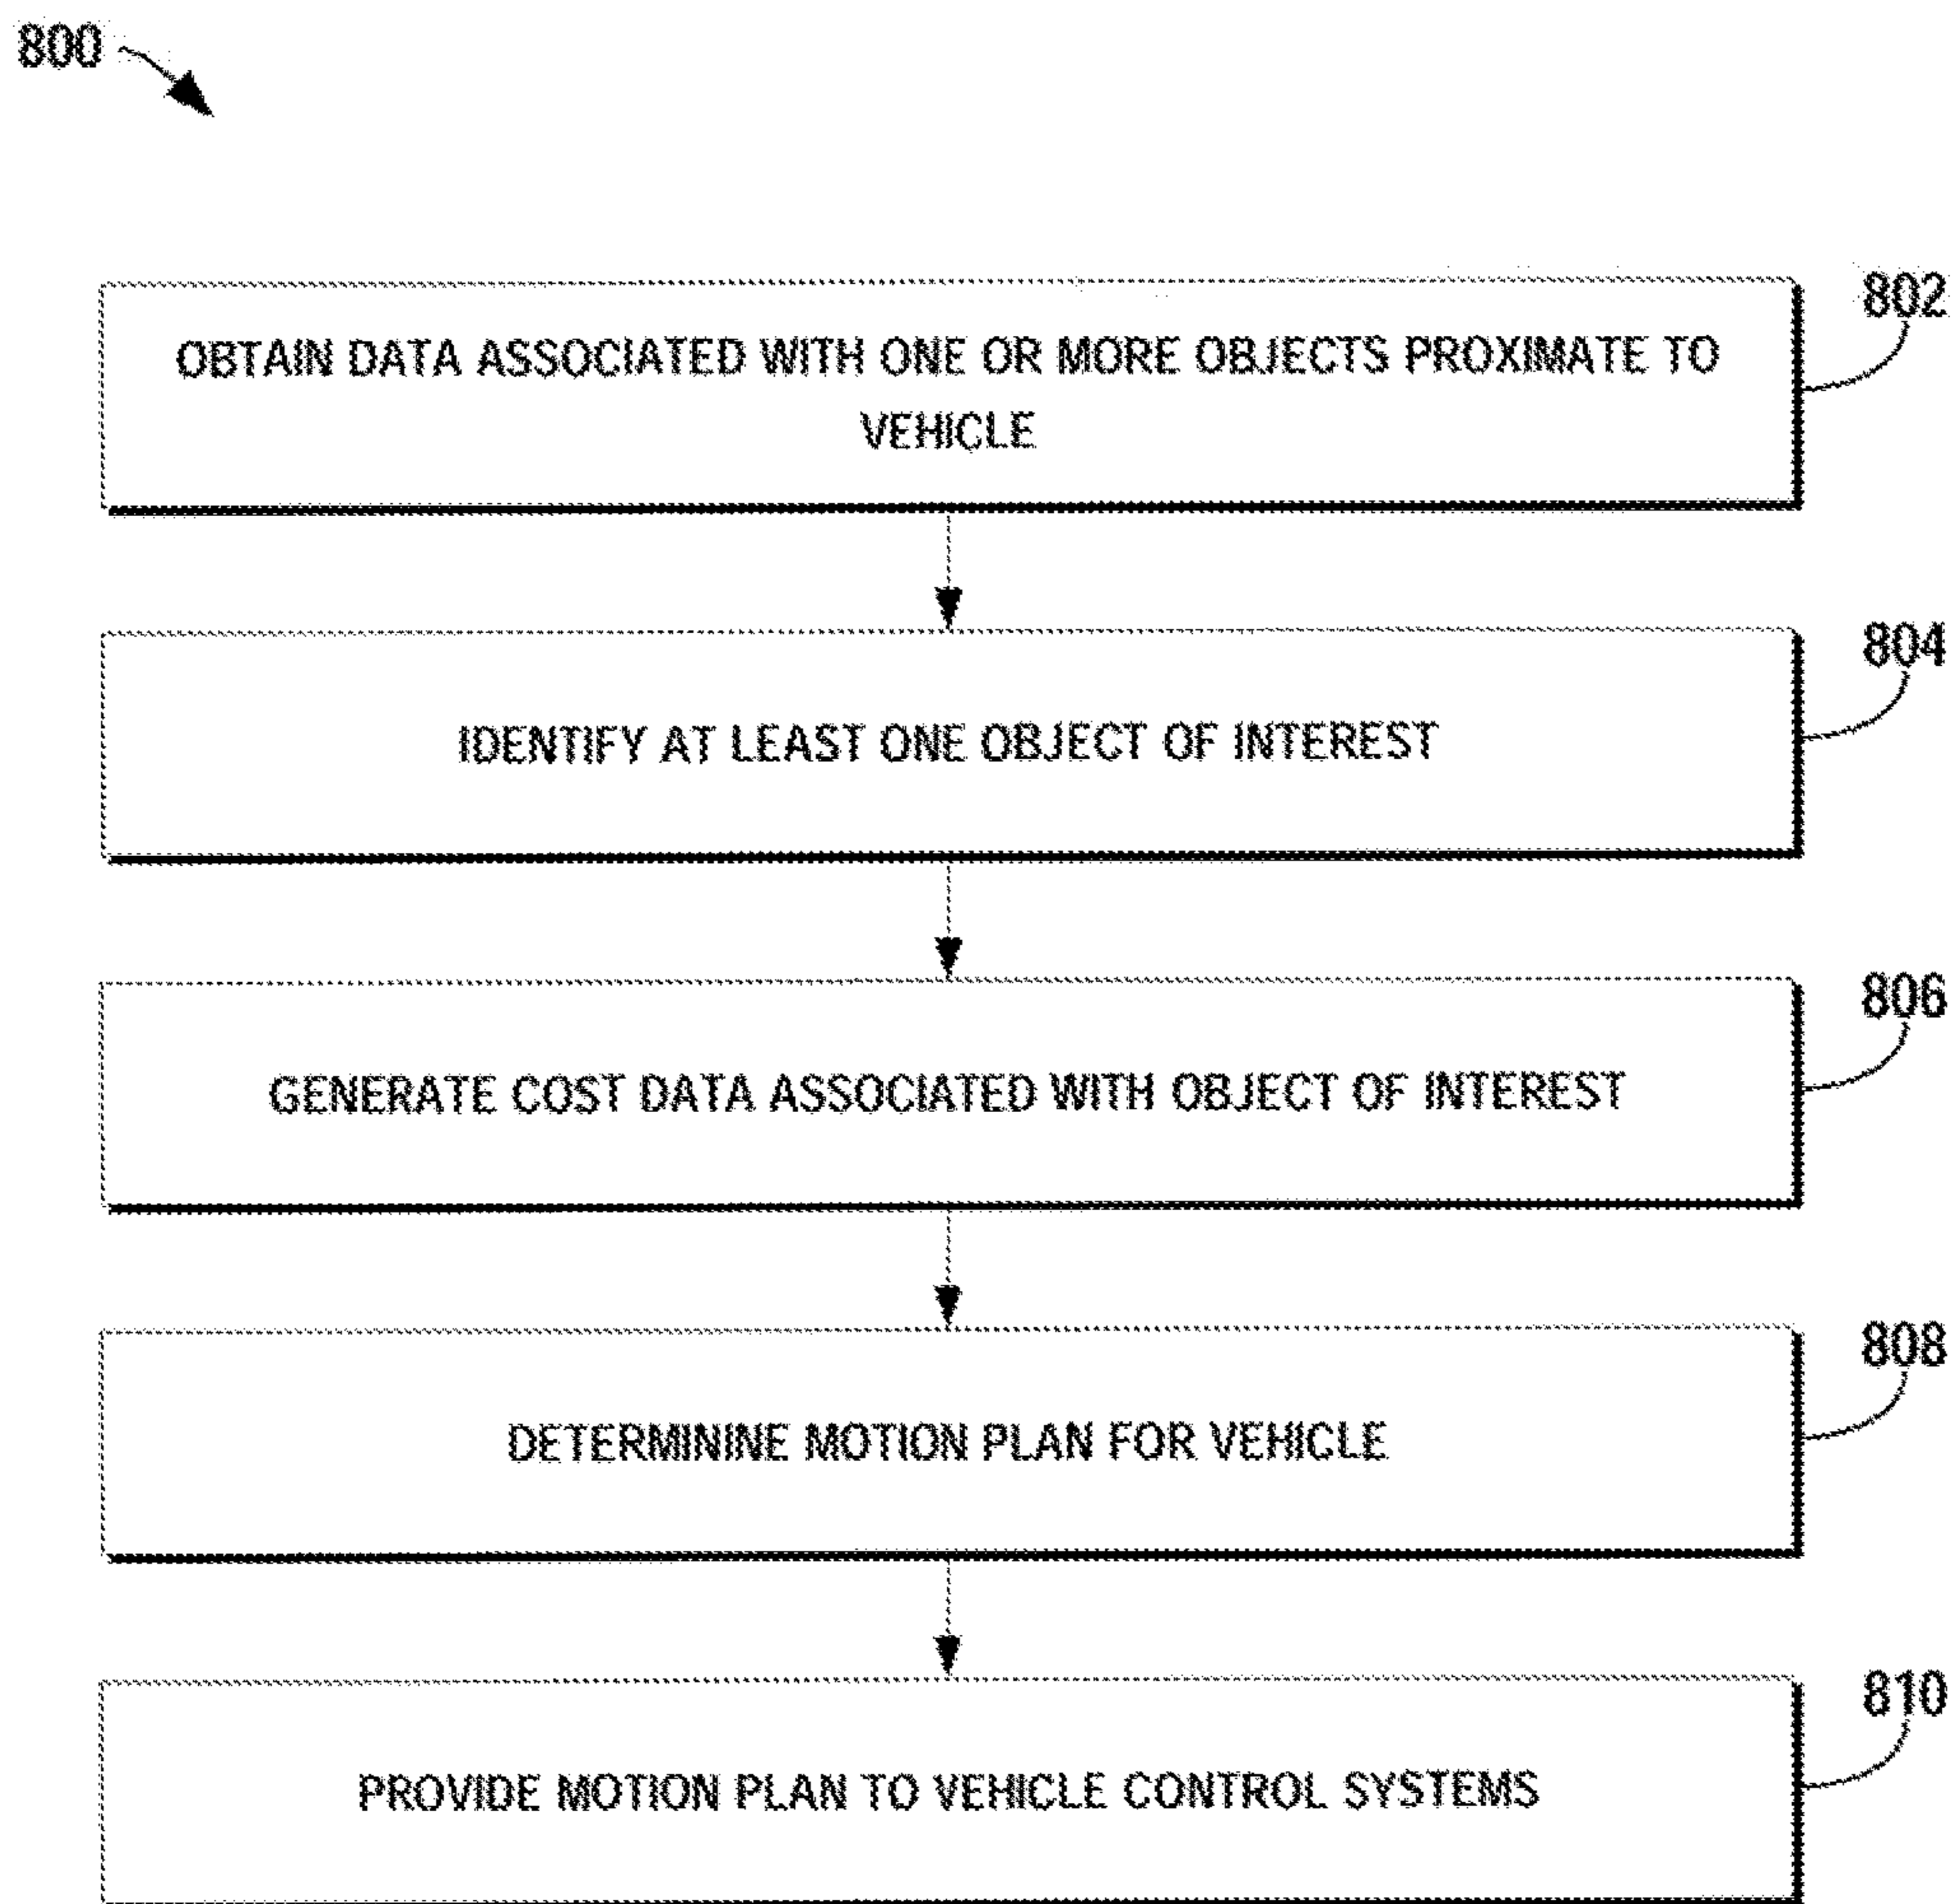 800
802
OBTAIN DATA ASSOCIATED WITH ONE OR MORE OBJECTS PROXIMATE TO
VEHICLE
804
IDENTIFY AT LEAST ONE OBJECT OF INTEREST
806
GENERATE COST DATA ASSOCIATED WITH OBJECT OF INTEREST
808
DETERMININE MOTION PLAN FOR VEHICLE
810
PROVIDE MOTION PLAN TO VEHICLE CONTROL SYSTEMS